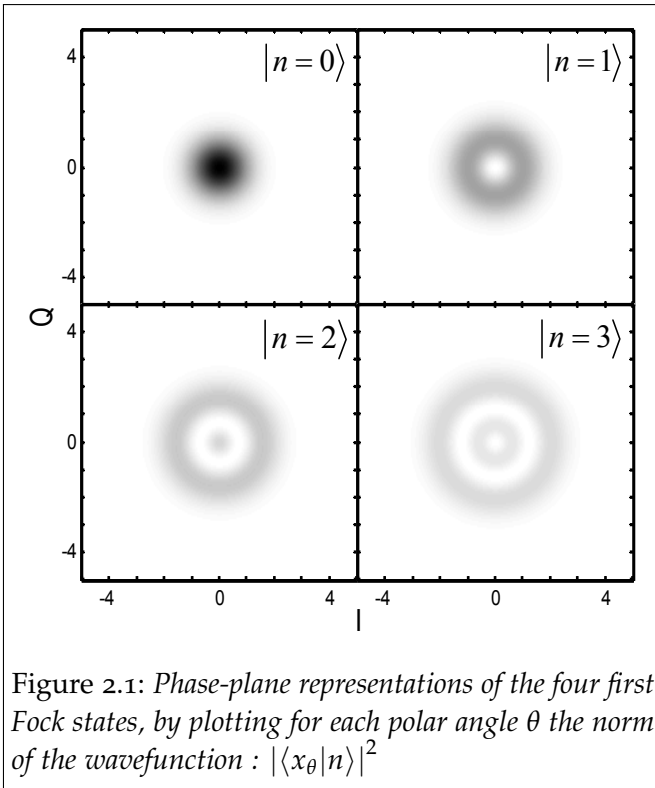 |n = 0⟩
|n = 1⟩
4
0
-4
|n = 2⟩
|n = 3⟩
4
0
-4
Q
-4 0 4 -4 0 4
I
Figure 2.1: Phase-plane representations of the four first
Fock states, by plotting for each polar angle θ the norm
of the wavefunction : |⟨xθ|n⟩|²